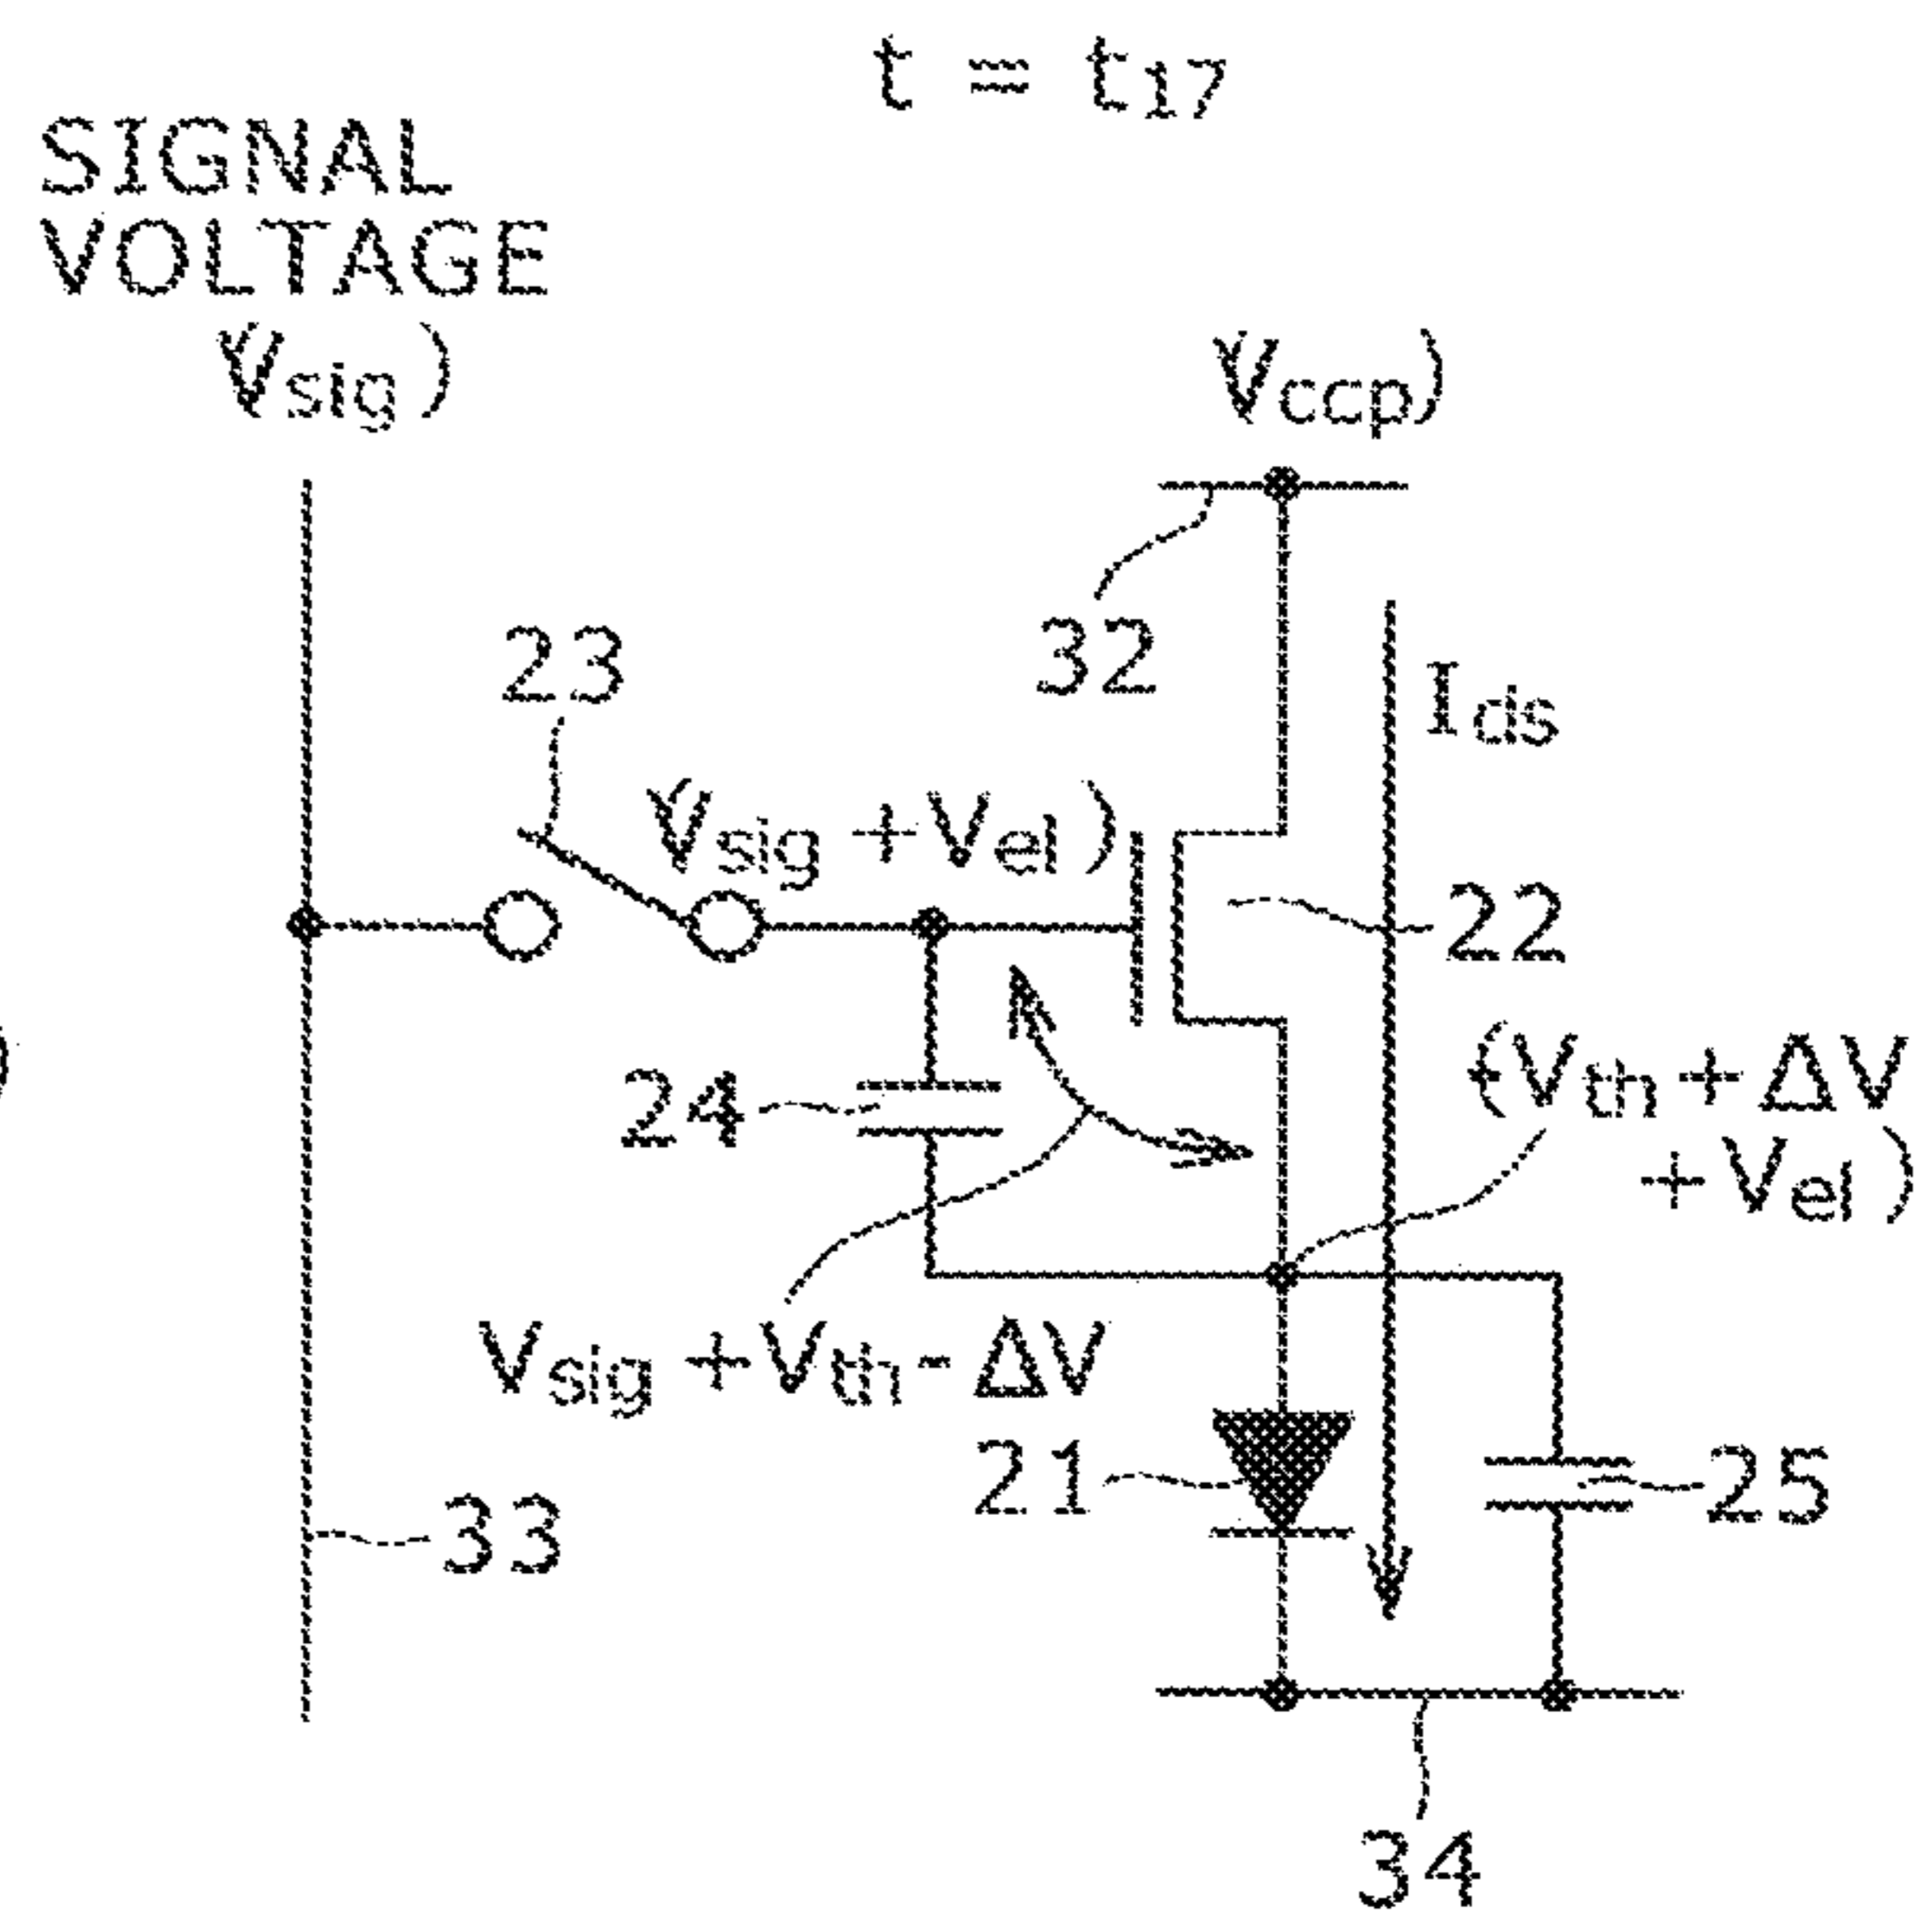 t = t17
SIGNAL
VOLTAGE
(Vsig)
(Vccp)
23
32
Ids
(Vsig +Vel)
22
24
(-Vth+ΔV
+Vel)
Vsig +Vth-ΔV
21
25
33
34